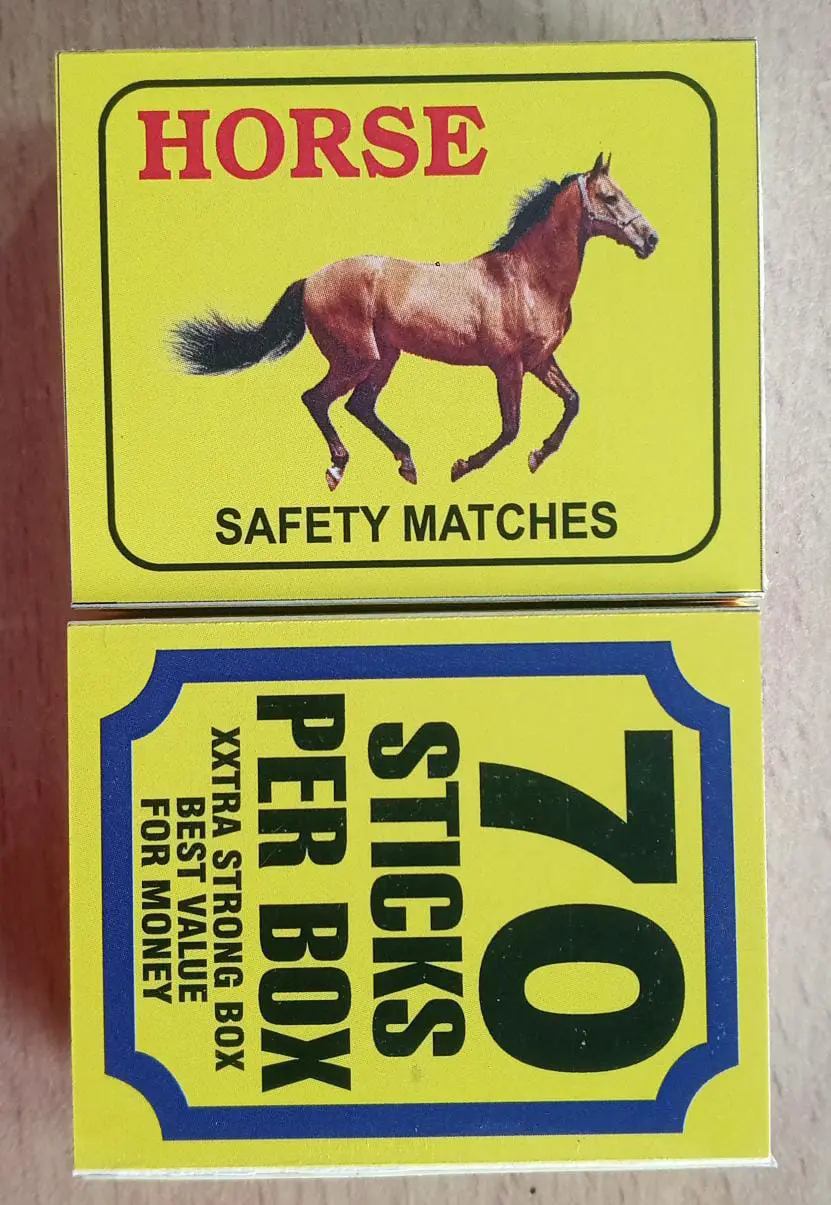 HORSE
SAFETY MATCHES
70
STICKS
PER BOX
XXTRA STRONG BOX
BEST VALUE
FOR MONEY